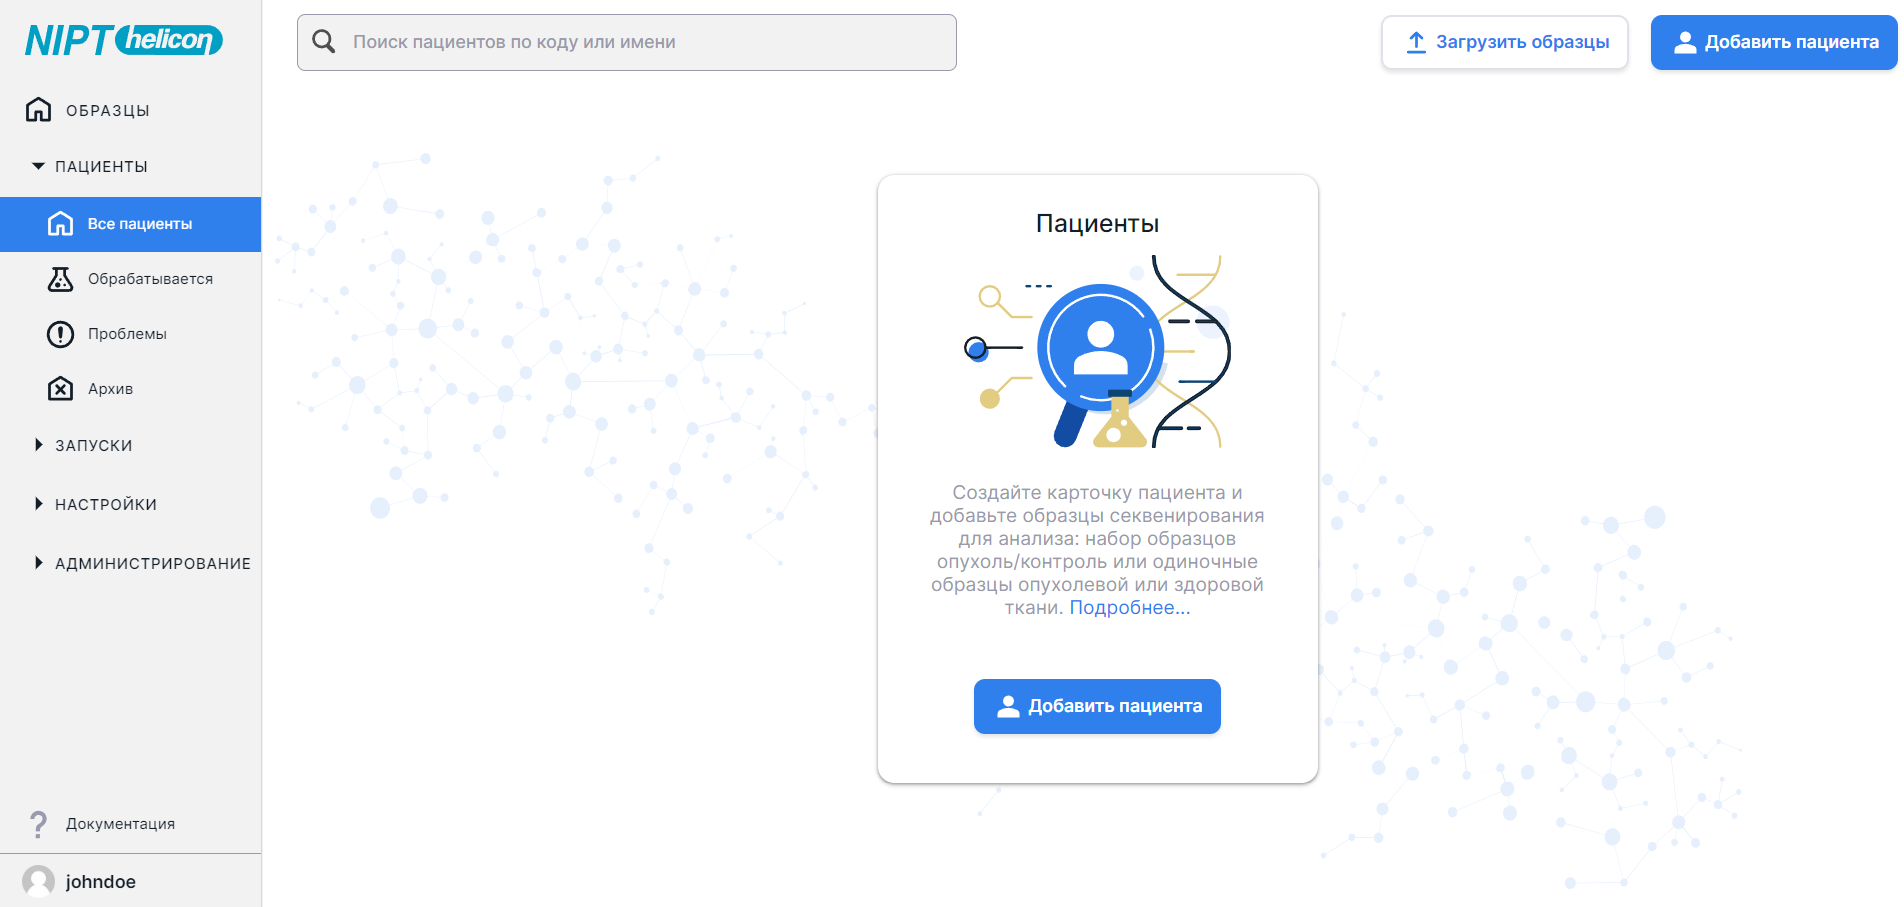 NIPT helicon
Поиск пациентов по коду или имени
Загрузить образцы
Добавить пациента
ОБРАЗЦЫ
ПАЦИЕНТЫ
Все пациенты
Обрабатывается
Проблемы
Архив
ЗАПУСКИ
НАСТРОЙКИ
АДМИНИСТРИРОВАНИЕ
Документация
johndoe
Пациенты
Создайте карточку пациента и
добавьте образцы секвенирования
для анализа: набор образцов
опухоль/контроль или одиночные
образцы опухолевой или здоровой
ткани. Подробнее...
Добавить пациента